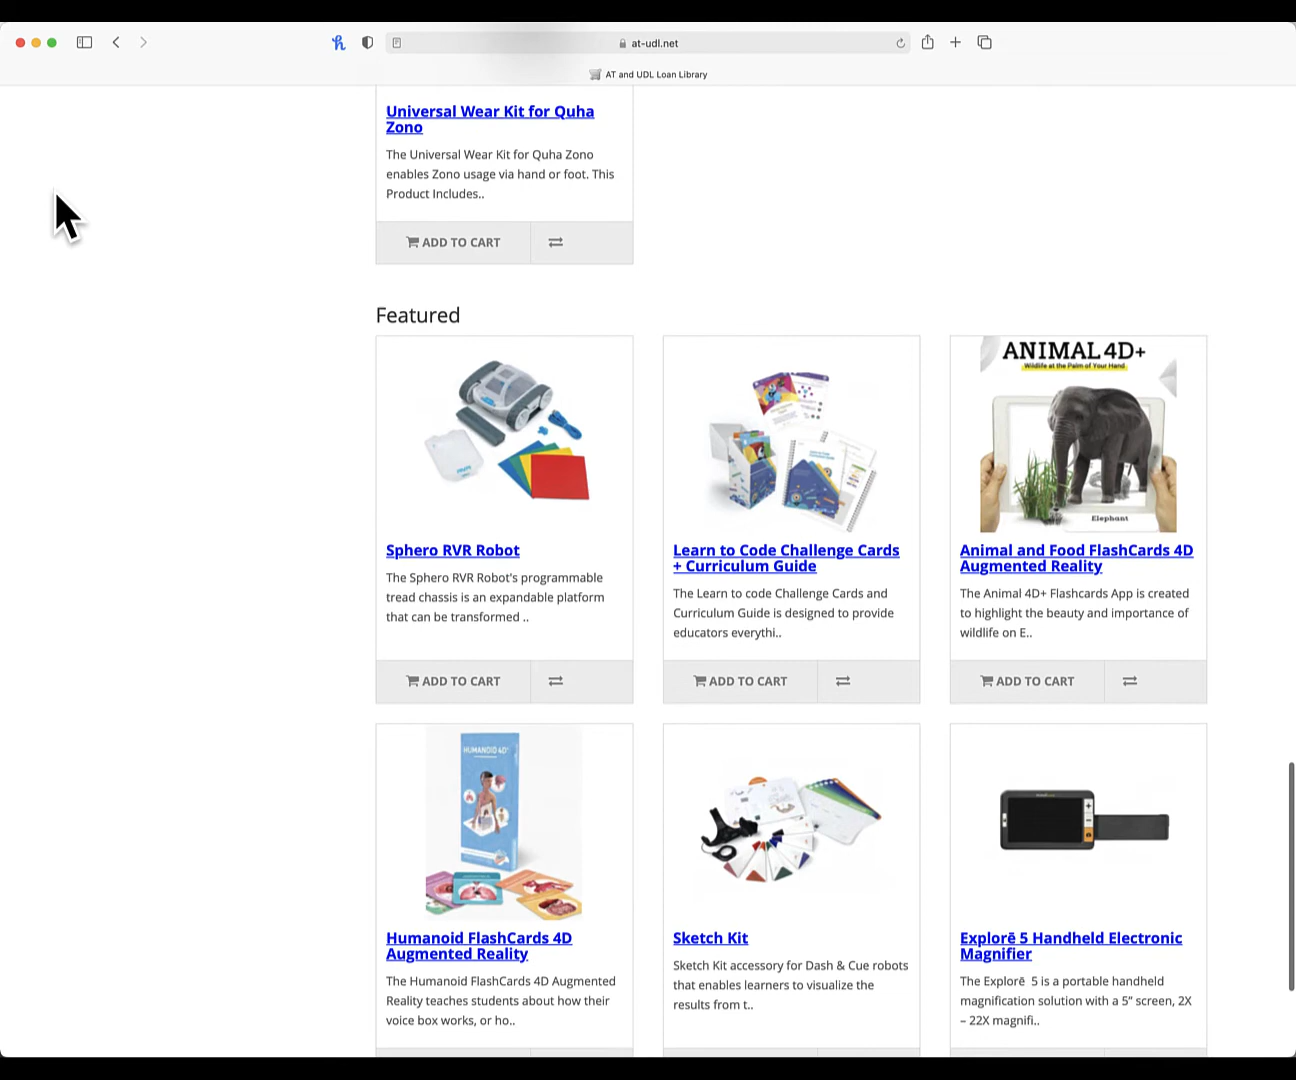 at-udl.net
AT and UDL Loan Library
Universal Wear Kit for Quha
Zono
The Universal Wear Kit for Quha Zono
enables Zono usage via hand or foot. This
Product Includes..
ADD TO CART
Featured
ANIMAL 4D+
Wildlife at the Palm of Your Hand
Elephant
Sphero RVR Robot
The Sphero RVR Robot's programmable
tread chassis is an expandable platform
that can be transformed ..
ADD TO CART
Learn to Code Challenge Cards
+ Curriculum Guide
The Learn to code Challenge Cards and
Curriculum Guide is designed to provide
educators everythi..
ADD TO CART
Animal and Food FlashCards 4D
Augmented Reality
The Animal 4D+ Flashcards App is created
to highlight the beauty and importance of
wildlife on E..
ADD TO CART
HUMANOID 4D+
Humanoid FlashCards 4D
Augmented Reality
The Humanoid FlashCards 4D Augmented
Reality teaches students about how their
voice box works, or ho..
Sketch Kit
Sketch Kit accessory for Dash & Cue robots
that enables learners to visualize the
results from t..
Explorē 5 Handheld Electronic
Magnifier
The Explorē 5 is a portable handheld
magnification solution with a 5” screen, 2X
– 22X magnifi..